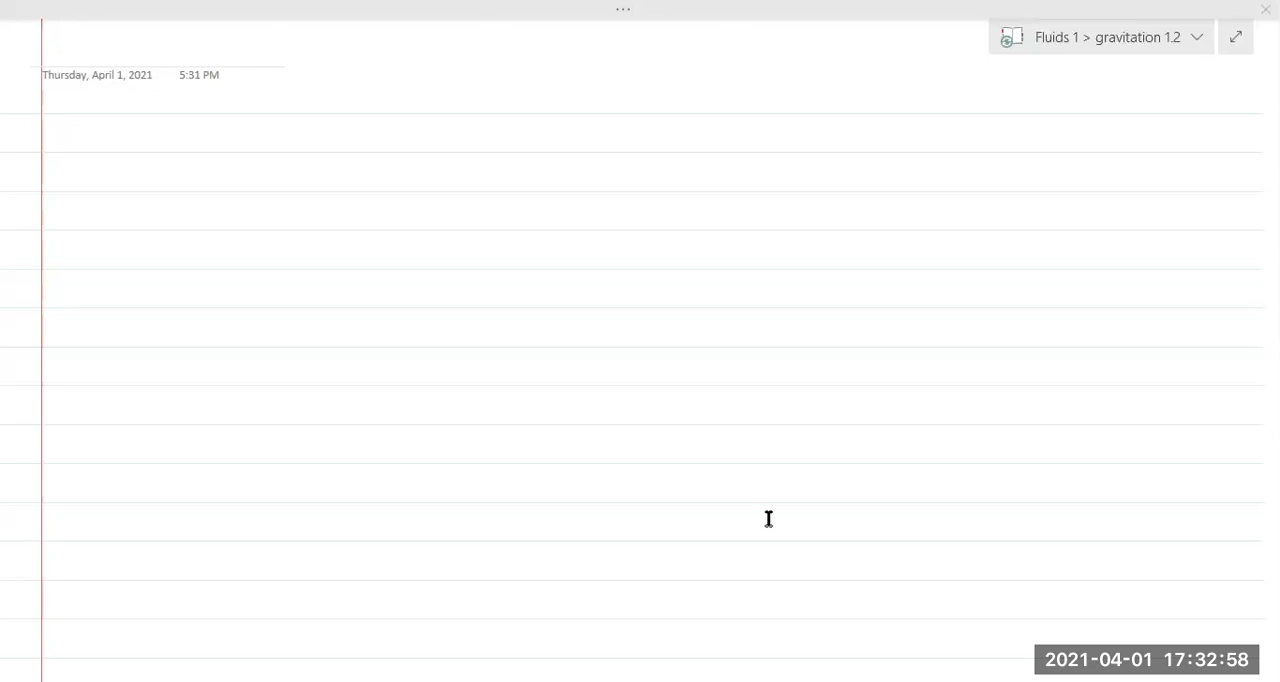 Fluids 1 > gravitation 1.2
Thursday, April 1, 2021 5:31 PM
2021-04-01 17:32:58